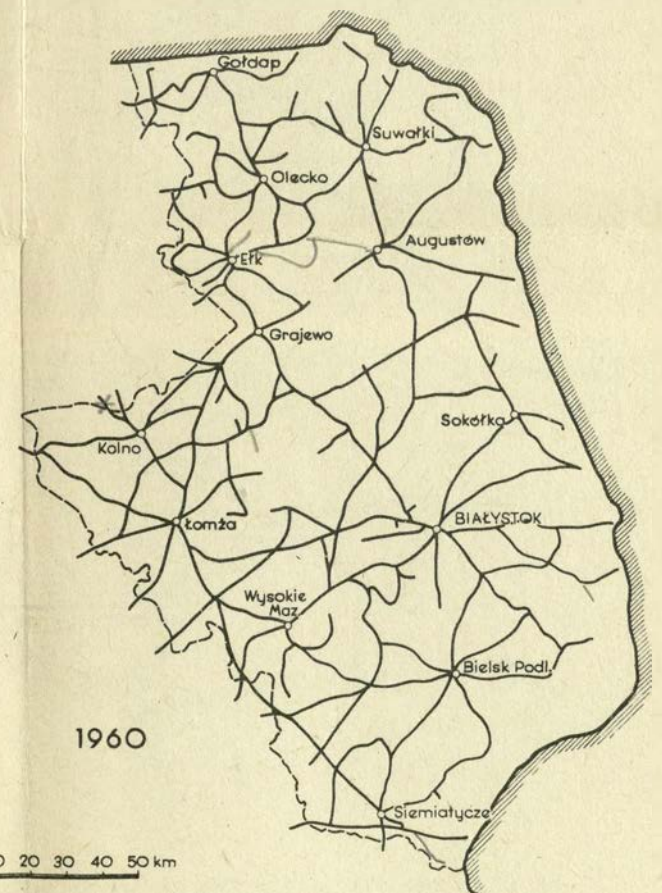 Gołdap
Suwałki
Olecko
Augustów
Ełk
Grajewo
Sokółka
Kolno
Łomża
BIAŁYSTOK
Wysokie
Maz.
Bielsk Podl.
1960
Siemiatycze
20 30 40 50 km